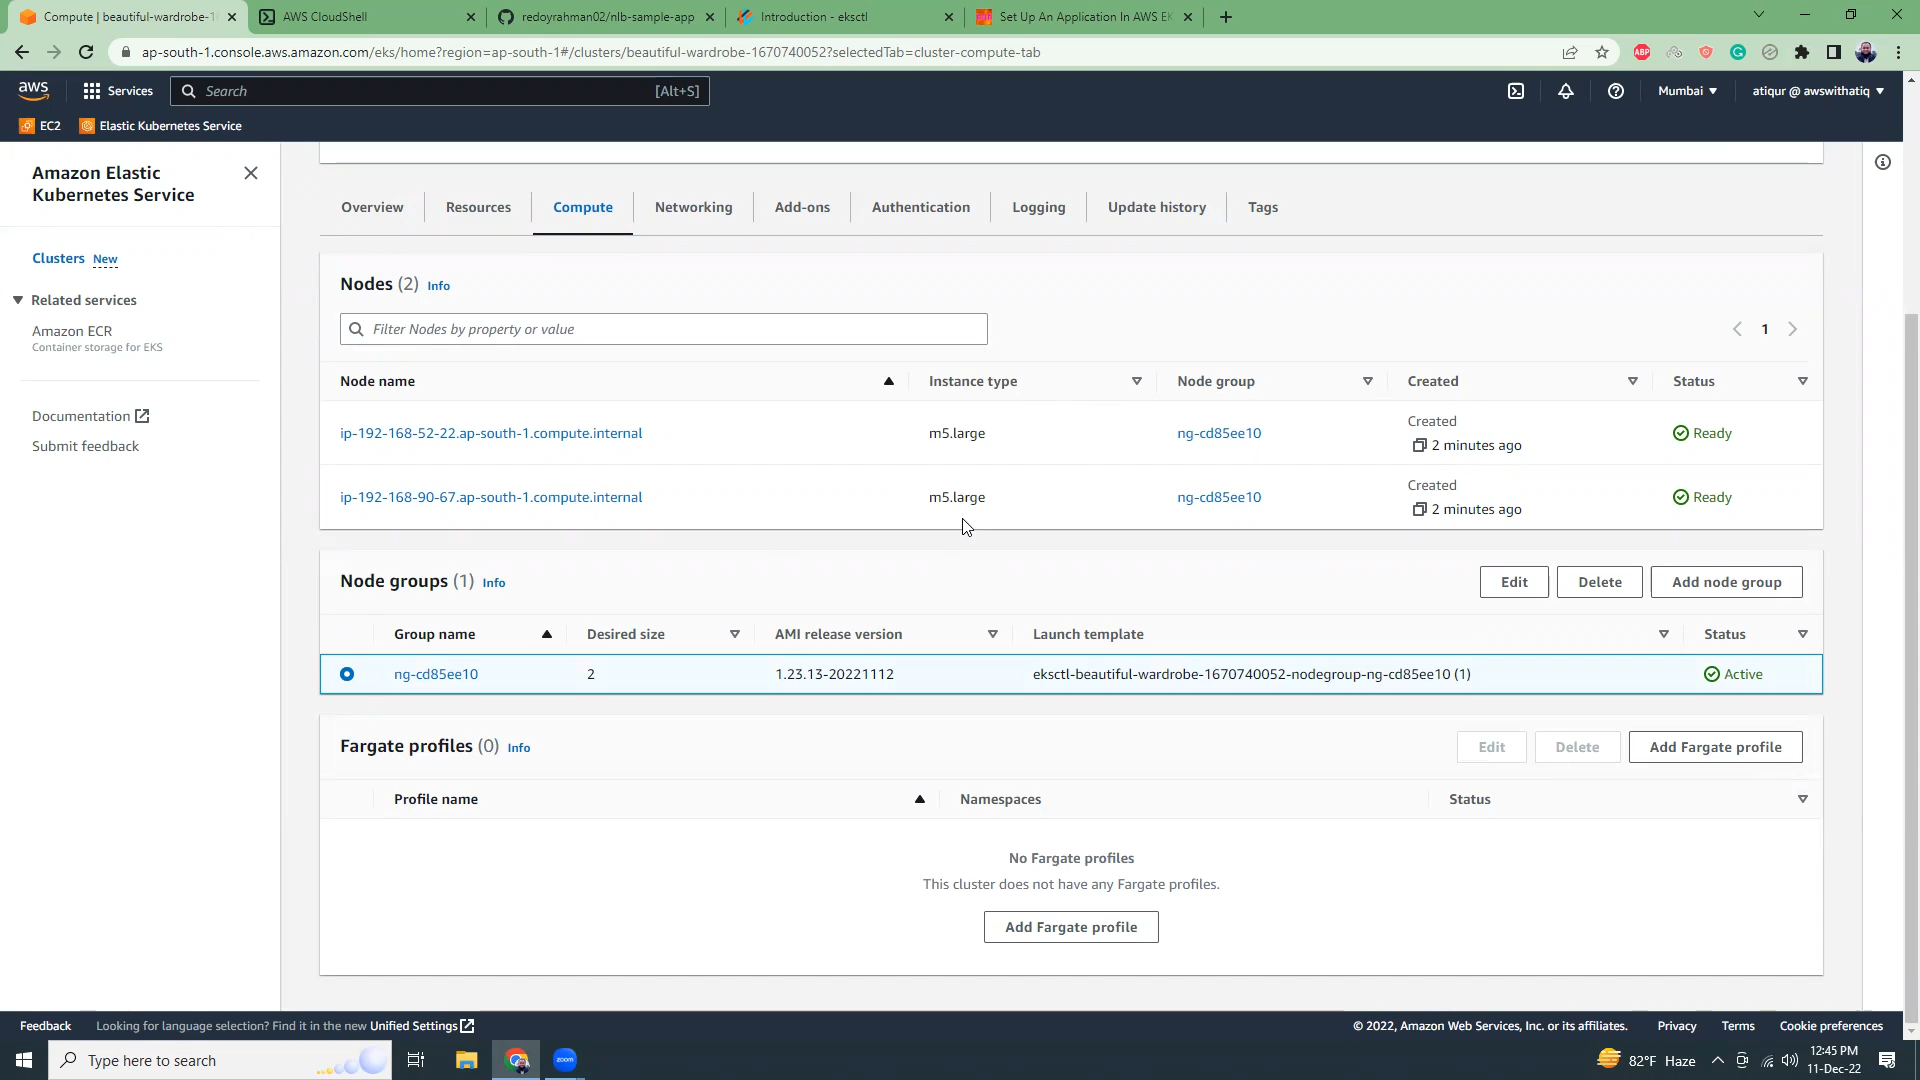 Compute | beautiful-wardrobe-1
AWS CloudShell
redoyrahman02/nlb-sample-app
Introduction - eksctl
Set Up An Application In AWS EK
ap-south-1.console.aws.amazon.com/eks/home?region=ap-south-1#/clusters/beautiful-wardrobe-1670740052?selectedTab=cluster-compute-tab
ABP
aws
Services
Search
[Alt+S]
Mumbai
atiqur @ awswithatiq
EC2
Elastic Kubernetes Service
Amazon Elastic
Kubernetes Service
Clusters New
Related services
Amazon ECR
Container storage for EKS
Documentation
Submit feedback
Overview
Resources
Compute
Networking
Add-ons
Authentication
Logging
Update history
Tags
Nodes (2) Info
Filter Nodes by property or value
1
Node name
Instance type
Node group
Created
Status
ip-192-168-52-22.ap-south-1.compute.internal
m5.large
ng-cd85ee10
Created
2 minutes ago
Ready
ip-192-168-90-67.ap-south-1.compute.internal
m5.large
ng-cd85ee10
Created
2 minutes ago
Ready
Node groups (1) Info
Edit
Delete
Add node group
Group name
Desired size
AMI release version
Launch template
Status
ng-cd85ee10
2
1.23.13-20221112
eksctl-beautiful-wardrobe-1670740052-nodegroup-ng-cd85ee10 (1)
Active
Fargate profiles (0) Info
Edit
Delete
Add Fargate profile
Profile name
Namespaces
Status
No Fargate profiles
This cluster does not have any Fargate profiles.
Add Fargate profile
Feedback
Looking for language selection? Find it in the new Unified Settings
© 2022, Amazon Web Services, Inc. or its affiliates.
Privacy
Terms
Cookie preferences
Type here to search
zoom
82°F Haze
12:45 PM
11-Dec-22